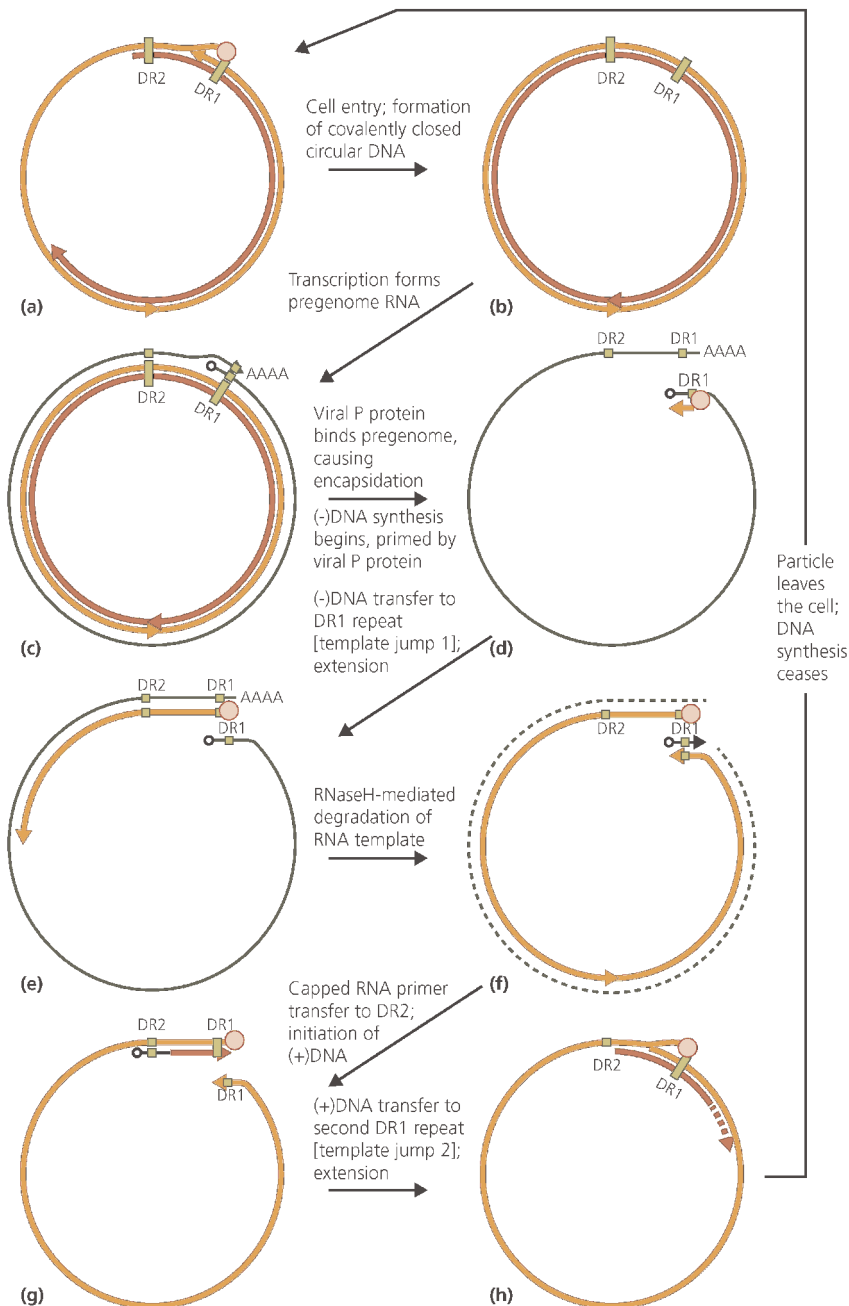 DR2
DR1
Cell entry; formation
of covalently closed
circular DNA
(a)
DR2
DR1
(b)
Transcription forms
pregenome RNA
AAAA
DR2
DR1
(c)
Viral P protein
binds pregenome,
causing
encapsidation
(-)DNA synthesis
begins, primed by
viral P protein
(-)DNA transfer to
DR1 repeat
[template jump 1];
extension
DR2
DR1
AAAA
DR1
(d)
Particle
leaves
the cell;
DNA
synthesis
ceases
DR2
DR1
AAAA
DR1
(e)
RNaseH-mediated
degradation of
RNA template
DR2
DR1
(f)
Capped RNA primer
transfer to DR2;
initiation of
(+)DNA
DR2
DR1
DR1
(g)
(+)DNA transfer to
second DR1 repeat
[template jump 2];
extension
DR2
DR1
(h)